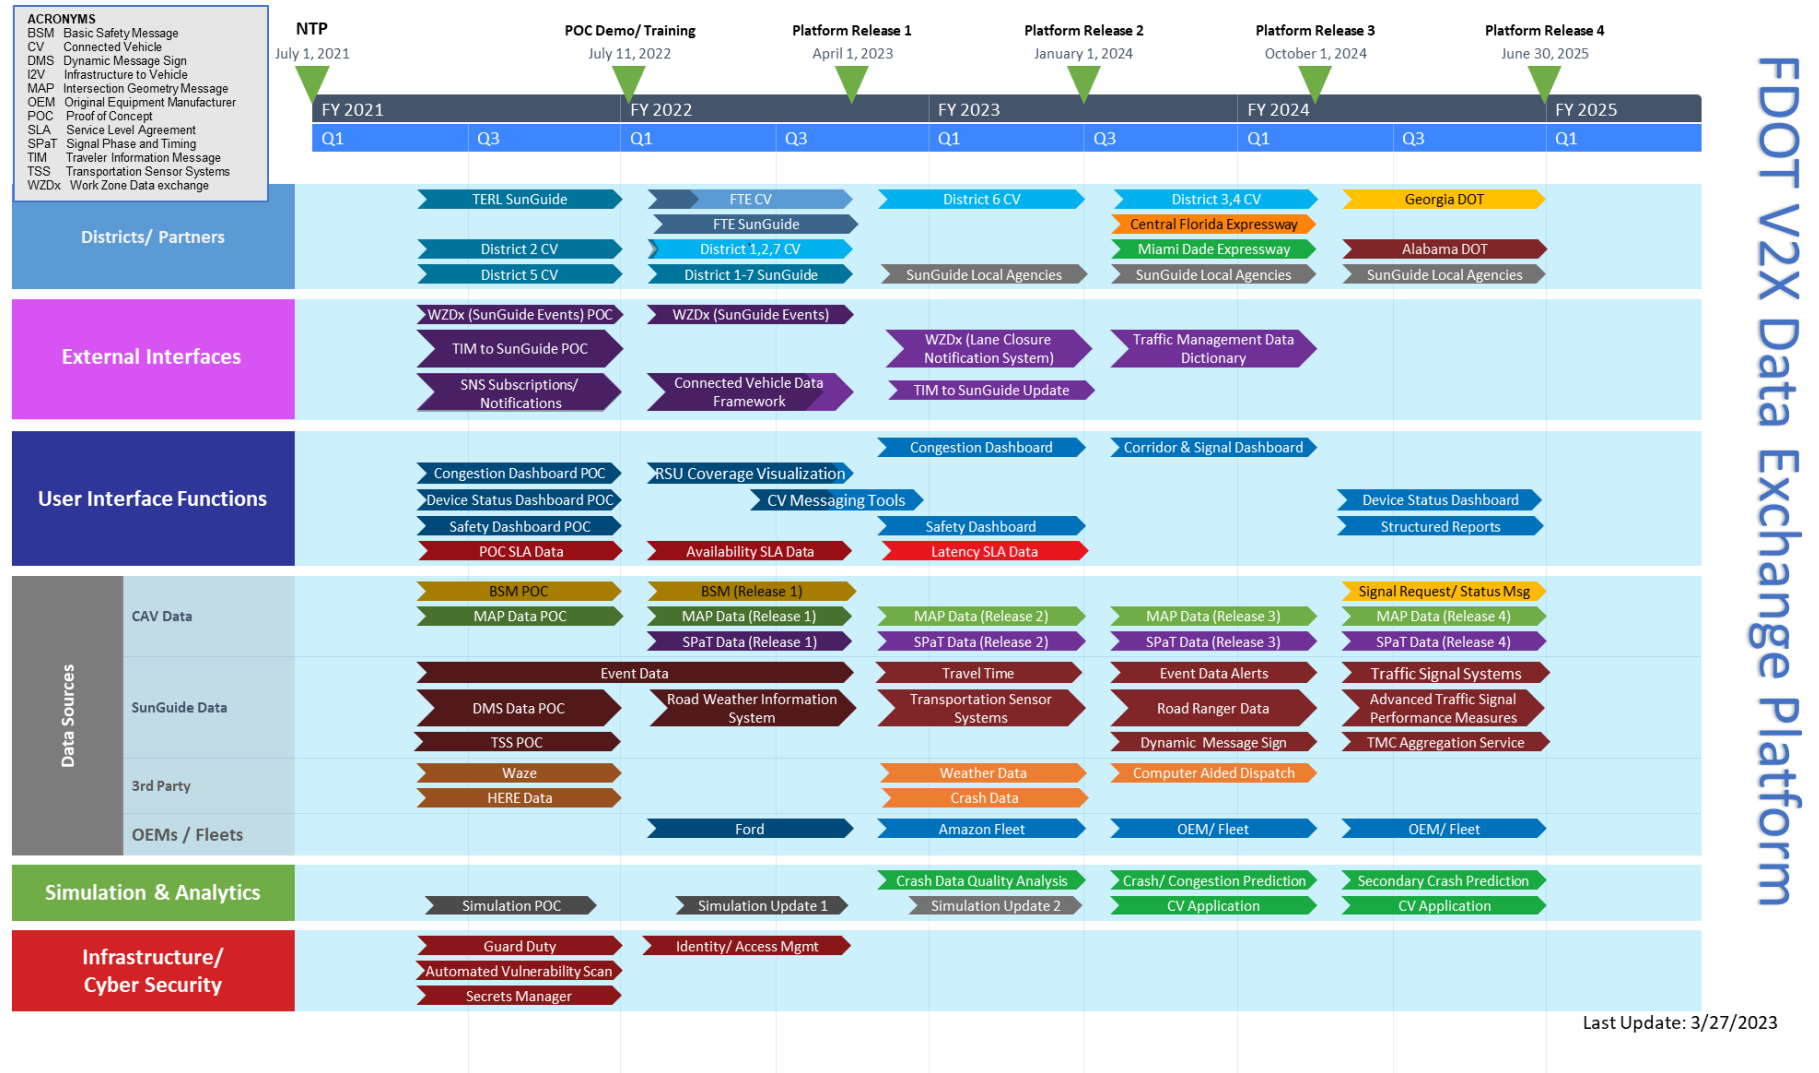 ACRONYMS
BSM Basic Safety Message
CV Connected Vehicle
DMS Dynamic Message Sign
I2V Infrastructure to Vehicle
MAP Intersection Geometry Message
OEM Original Equipment Manufacturer
POC Proof of Concept
SLA Service Level Agreement
SPaT Signal Phase and Timing
TIM Traveler Information Message
TSS Transportation Sensor Systems
WZDx Work Zone Data exchange
NTP
July 1, 2021
POC Demo/ Training
July 11, 2022
Platform Release 1
April 1, 2023
Platform Release 2
January 1, 2024
Platform Release 3
October 1, 2024
Platform Release 4
June 30, 2025
FY 2021 FY 2022 FY 2023 FY 2024 FY 2025
Q1 Q3 Q1 Q3 Q1 Q3 Q1 Q3 Q1
FDOT V2X Data Exchange Platform
Districts/ Partners
TERL SunGuide FTE CV District 6 CV District 3,4 CV Georgia DOT
FTE SunGuide Central Florida Expressway
District 2 CV District 1,2,7 CV Miami Dade Expressway Alabama DOT
District 5 CV District 1-7 SunGuide SunGuide Local Agencies SunGuide Local Agencies SunGuide Local Agencies
External Interfaces
WZDx (SunGuide Events) POC WZDx (SunGuide Events)
TIM to SunGuide POC
WZDx (Lane Closure
Notification System)
Traffic Management Data
Dictionary
SNS Subscriptions/
Notifications
Connected Vehicle Data
Framework
TIM to SunGuide Update
User Interface Functions
Congestion Dashboard Corridor & Signal Dashboard
Congestion Dashboard POC RSU Coverage Visualization
Device Status Dashboard POC CV Messaging Tools Device Status Dashboard
Safety Dashboard POC Safety Dashboard Structured Reports
POC SLA Data Availability SLA Data Latency SLA Data
Data Sources
CAV Data
BSM POC BSM (Release 1) Signal Request/ Status Msg
MAP Data POC MAP Data (Release 1) MAP Data (Release 2) MAP Data (Release 3) MAP Data (Release 4)
SPaT Data (Release 1) SPaT Data (Release 2) SPaT Data (Release 3) SPaT Data (Release 4)
SunGuide Data
Event Data Travel Time Event Data Alerts Traffic Signal Systems
DMS Data POC
Road Weather Information
System
Transportation Sensor
Systems
Road Ranger Data
Advanced Traffic Signal
Performance Measures
TSS POC Dynamic Message Sign TMC Aggregation Service
3rd Party
Waze Weather Data Computer Aided Dispatch
HERE Data Crash Data
OEMs / Fleets
Ford Amazon Fleet OEM/ Fleet OEM/ Fleet
Simulation & Analytics
Crash Data Quality Analysis Crash/ Congestion Prediction Secondary Crash Prediction
Simulation POC Simulation Update 1 Simulation Update 2 CV Application CV Application
Infrastructure/
Cyber Security
Guard Duty Identity/ Access Mgmt
Automated Vulnerability Scan
Secrets Manager
Last Update: 3/27/2023